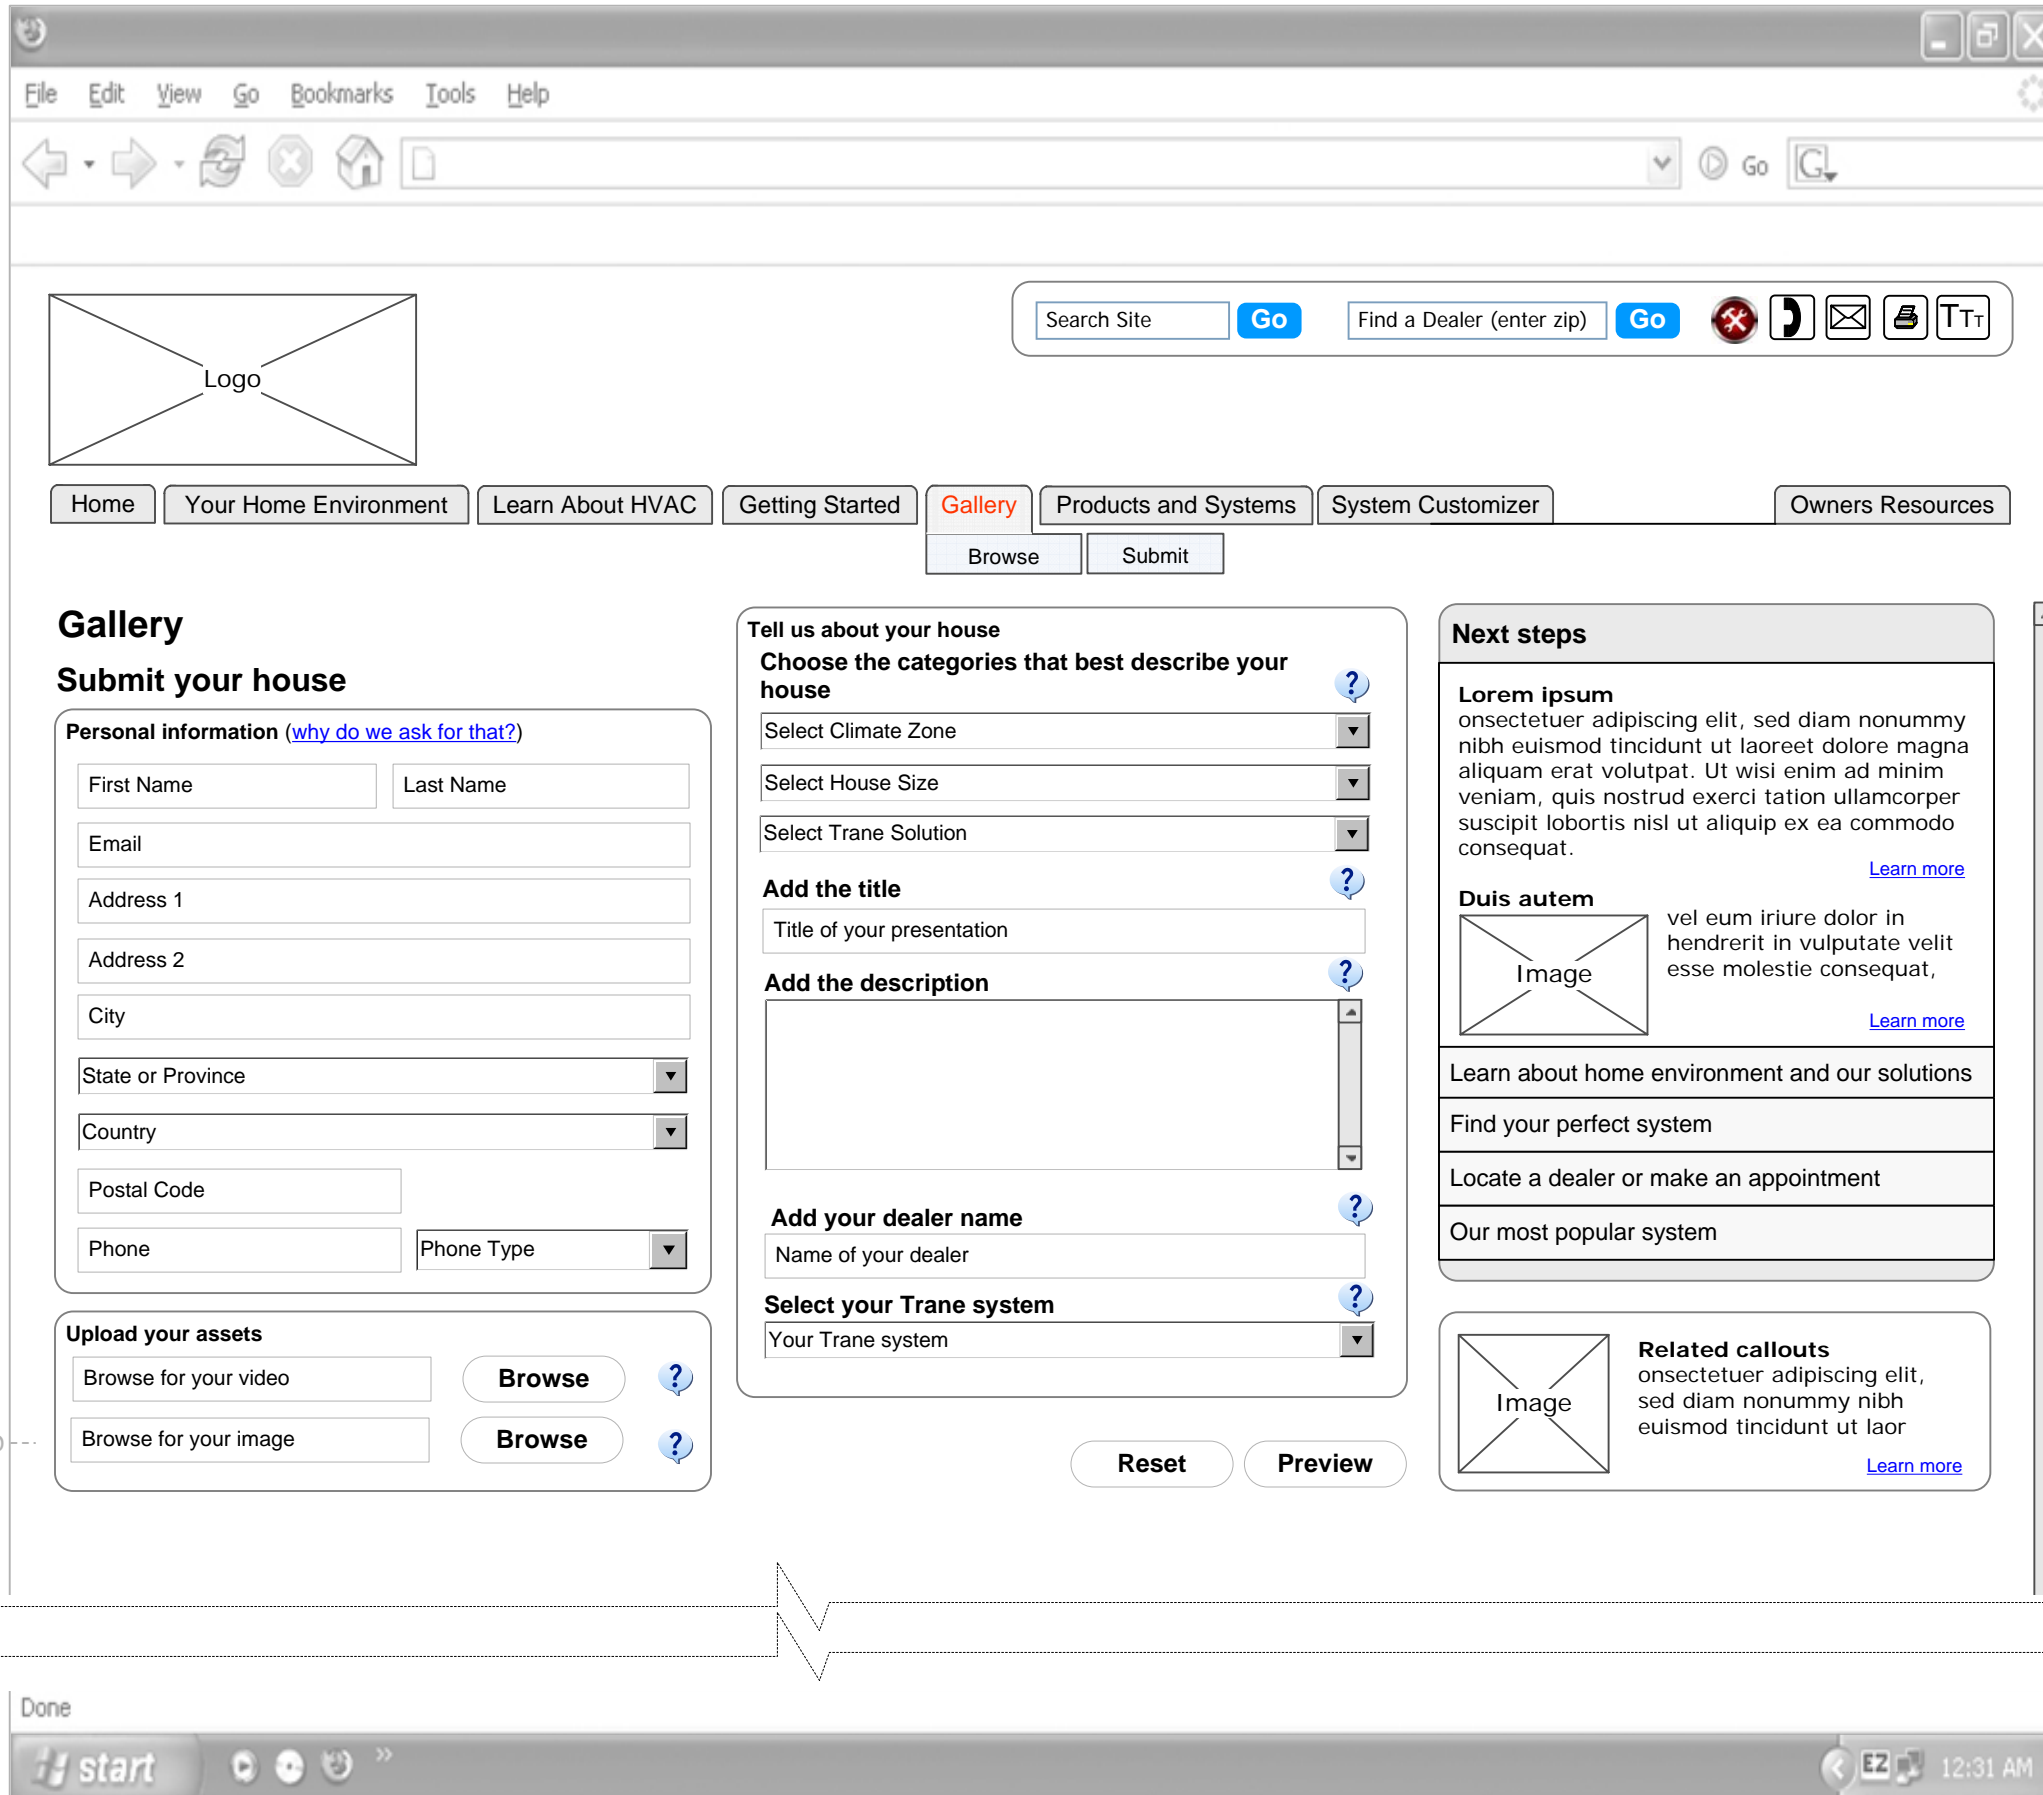 File Edit View Go Bookmarks Tools Help
Go G
Search Site Go Find a Dealer (enter zip) Go TTT
Logo
Home Your Home Environment Learn About HVAC Getting Started Gallery Products and Systems System Customizer Owners Resources
Browse Submit
Gallery
Submit your house
Personal information (why do we ask for that?)
First Name Last Name
Email
Address 1
Address 2
City
State or Province
Country
Postal Code
Phone Phone Type
Upload your assets
Browse for your video Browse ?
Browse for your image Browse ?
Tell us about your house
Choose the categories that best describe your
house ?
Select Climate Zone
Select House Size
Select Trane Solution
Add the title ?
Title of your presentation
Add the description ?
Add your dealer name ?
Name of your dealer
Select your Trane system ?
Your Trane system
Reset Preview
Next steps
Lorem ipsum
onsectetuer adipiscing elit, sed diam nonummy
nibh euismod tincidunt ut laoreet dolore magna
aliquam erat volutpat. Ut wisi enim ad minim
veniam, quis nostrud exerci tation ullamcorper
suscipit lobortis nisl ut aliquip ex ea commodo
consequat.
Learn more
Duis autem
Image
vel eum iriure dolor in
hendrerit in vulputate velit
esse molestie consequat,
Learn more
Learn about home environment and our solutions
Find your perfect system
Locate a dealer or make an appointment
Our most popular system
Image
Related callouts
onsectetuer adipiscing elit,
sed diam nonummy nibh
euismod tincidunt ut laor
Learn more
Done
start » EZ 12:31 AM